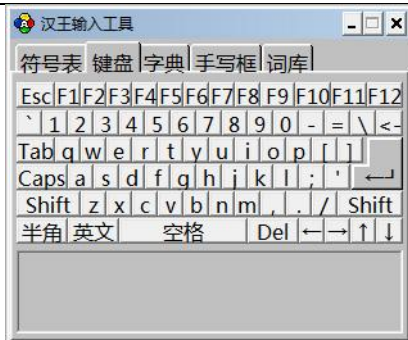 汉王输入工具
符号表 键盘 字典 手写框 词库
Esc F1 F2 F3 F4 F5 F6 F7 F8 F9 F10 F11 F12
` 1 2 3 4 5 6 7 8 9 0 - = \ <-
Tab q w e r t y u i o p [ ]
Caps a s d f g h j k l ; ' ←┘
Shift z x c v b n m , . / Shift
半角 英文 空格 Del ← → ↑ ↓